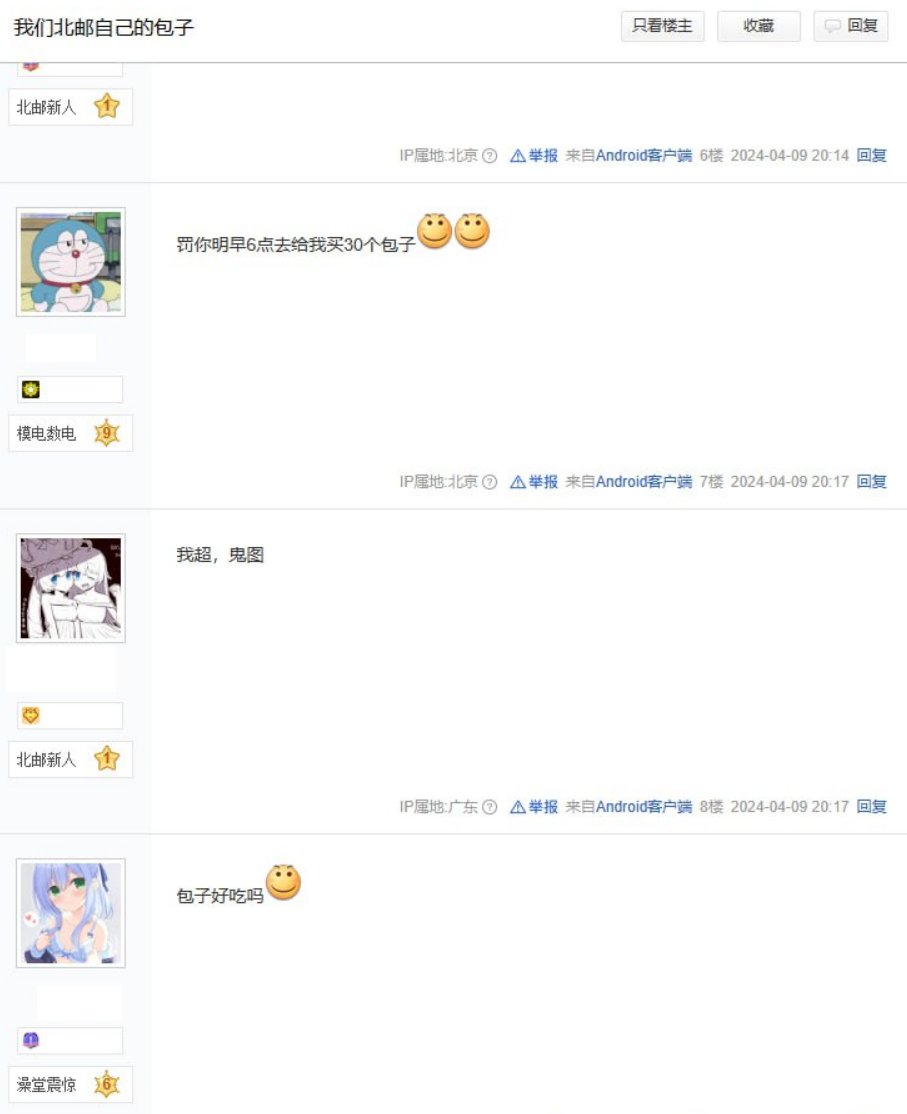 我们北邮自己的包子
只看楼主 收藏 回复
北邮新人 1
IP属地:北京 举报 来自Android客户端 6楼 2024-04-09 20:14 回复
罚你明早6点去给我买30个包子
模电数电 9
IP属地:北京 举报 来自Android客户端 7楼 2024-04-09 20:17 回复
我超，鬼图
北邮新人 1
IP属地:广东 举报 来自Android客户端 8楼 2024-04-09 20:17 回复
包子好吃吗
澡堂震惊 6